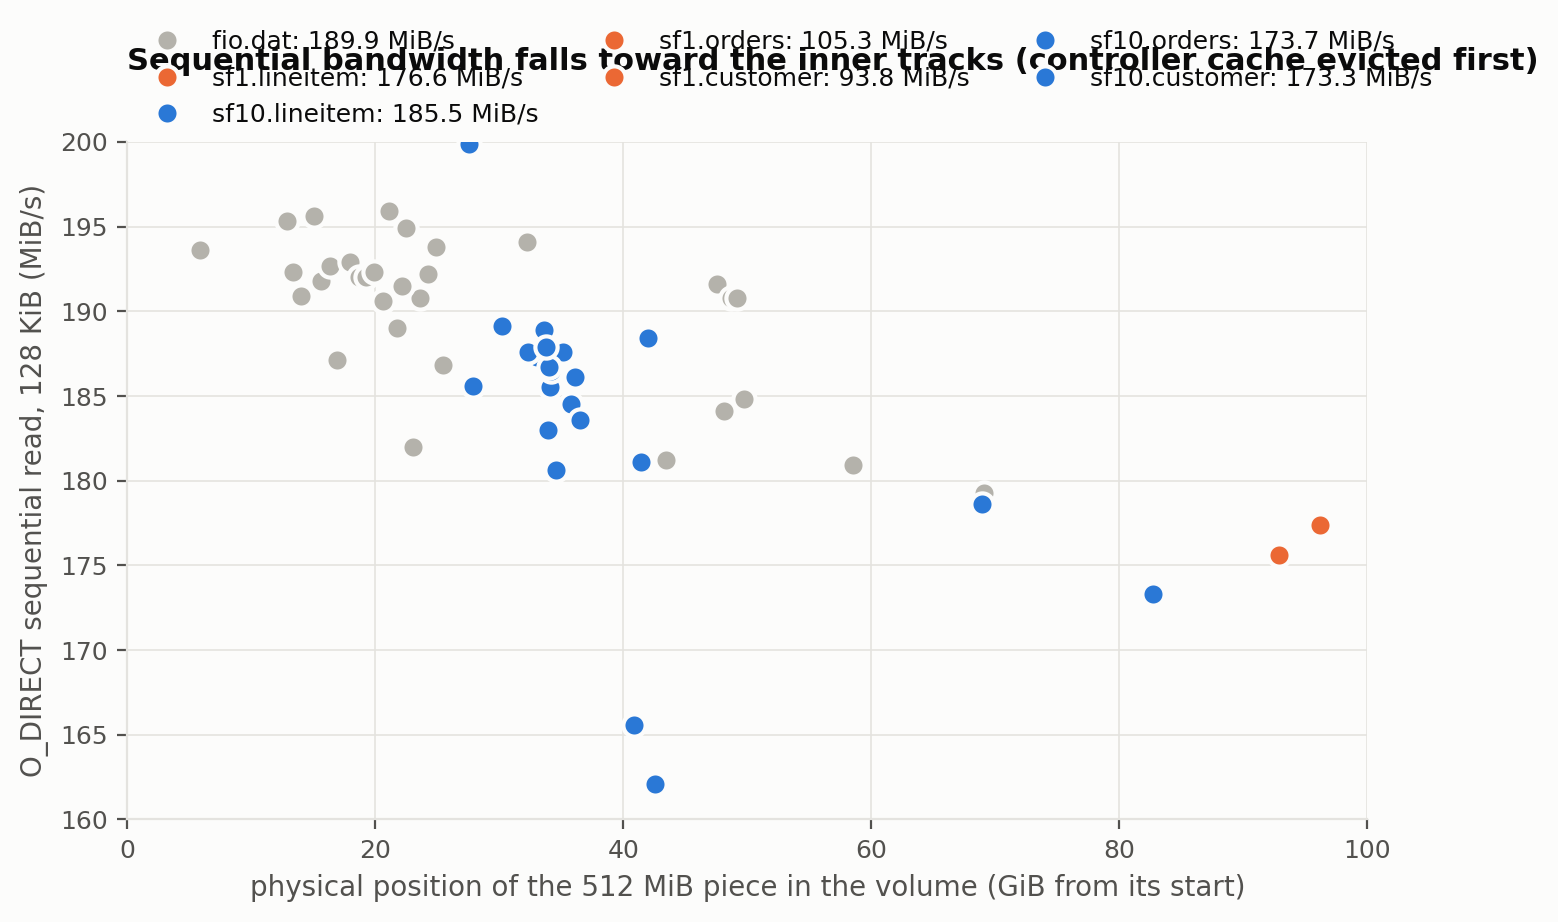 fio.dat: 189.9 MiB/s
sf1.orders: 105.3 MiB/s
sf10.orders: 173.7 MiB/s
Sequential bandwidth falls toward the inner tracks (controller cache evicted first)
sf1.lineitem: 176.6 MiB/s
sf1.customer: 93.8 MiB/s
sf10.customer: 173.3 MiB/s
sf10.lineitem: 185.5 MiB/s
O_DIRECT sequential read, 128 KiB (MiB/s)
200
195
190
185
180
175
170
165
160
0 20 40 60 80 100
physical position of the 512 MiB piece in the volume (GiB from its start)